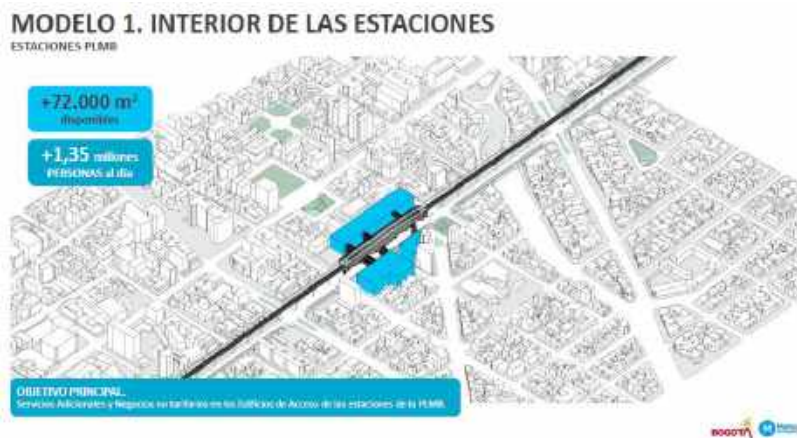 MODELO 1. INTERIOR DE LAS ESTACIONES
ESTACIONES PLMB
+72.000 m²
disponibles
+1,35 millones
PERSONAS al día
OBJETIVO PRINCIPAL.
Servicios Adicionales y Negocios no tarifarios en los Edificios de Acceso de las estaciones de la PLMB.
BOGOTÁ
M